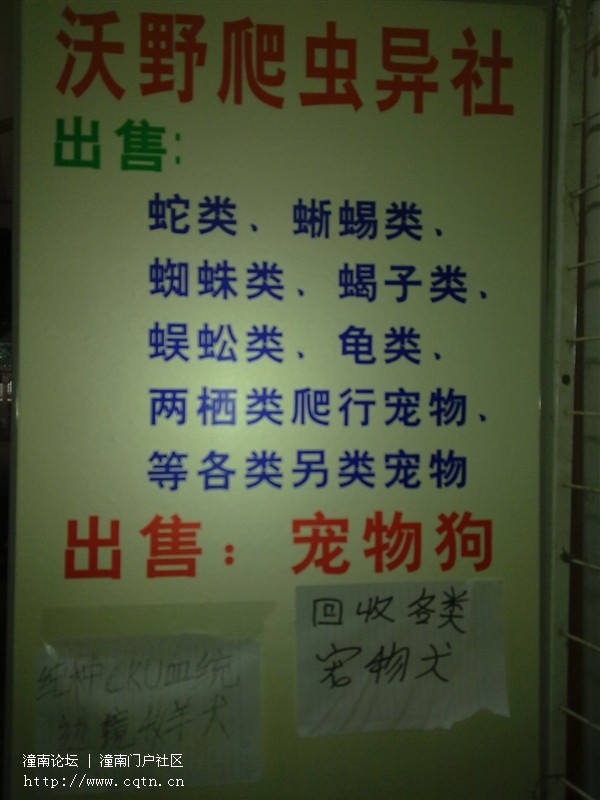 沃野爬虫异社
出售:
蛇类、蜥蜴类、
蜘蛛类、蝎子类、
蜈蚣类、龟类、
两栖类爬行宠物、
等各类另类宠物
出售：宠物狗
回收各类
宠物犬
纯种CKU血统
牧羊犬
潼南论坛 | 潼南门户社区
http://www.cqtn.cn